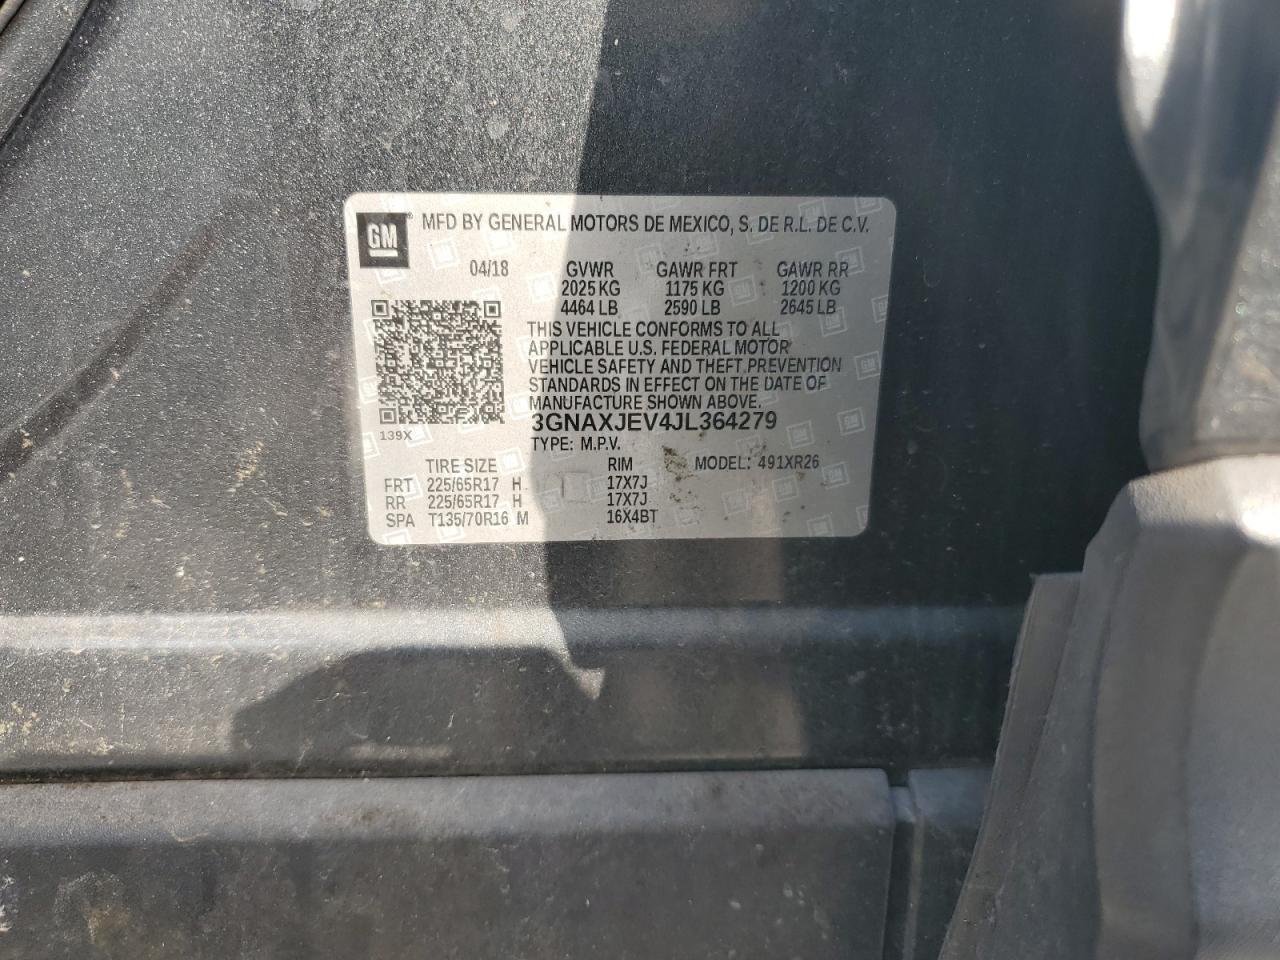 GM ® MFD BY GENERAL MOTORS DE MEXICO, S. DE R.L. DE C.V.
04/18 GVWR GAWR FRT GAWR RR
2025 KG 1175 KG 1200 KG
4464 LB 2590 LB 2645 LB
THIS VEHICLE CONFORMS TO ALL
APPLICABLE U.S. FEDERAL MOTOR
VEHICLE SAFETY AND THEFT PREVENTION
STANDARDS IN EFFECT ON THE DATE OF
MANUFACTURE SHOWN ABOVE.
3GNAXJEV4JL364279
139X
TYPE: M.P.V.
TIRE SIZE RIM MODEL: 491XR26
FRT 225/65R17 H 17X7J
RR 225/65R17 H 17X7J
SPA T135/70R16 M 16X4BT